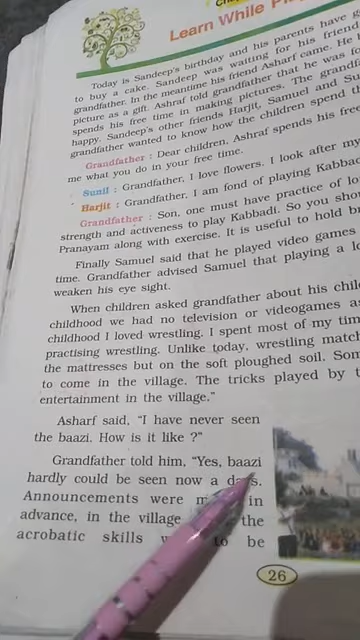 Learn While
Today is Sandeep's birthday and his parents have
to buy a cake. Sandeep was waiting for his friend
grandfather. In the meantime his friend Ashraf came. He
picture as a gift. Ashraf told grandfather that he was
spends his free time in making pictures. The
happy. Sandeep's other friends Harjit, Samuel and
grandfather wanted to know how the children spend
Grandfather : Dear children, Ashraf spends his free
me what you do in your free time.
Sunil : Grandfather, I love flowers. I look after my
Harjit : Grandfather, I am fond of playing
Grandfather : Son, one must have practice of
strength and activeness to play Kabbadi. So you
Pranayam along with exercise. It is useful to hold
Finally Samuel said that he played video games
time. Grandfather advised Samuel that playing a
weaken his eye sight.
When children asked grandfather about his
childhood we had no television or videogames
childhood I loved wrestling. I spent most of my
practising wrestling. Unlike today, wrestling
the mattresses but on the soft ploughed soil.
to come in the village. The tricks played by
entertainment in the village."
Asharf said, "I have never seen
the baazi. How is it like ?"
Grandfather told him, "Yes, baazi
hardly could be seen now a
Announcements were in
advance, in the village the
acrobatic skills to be
26